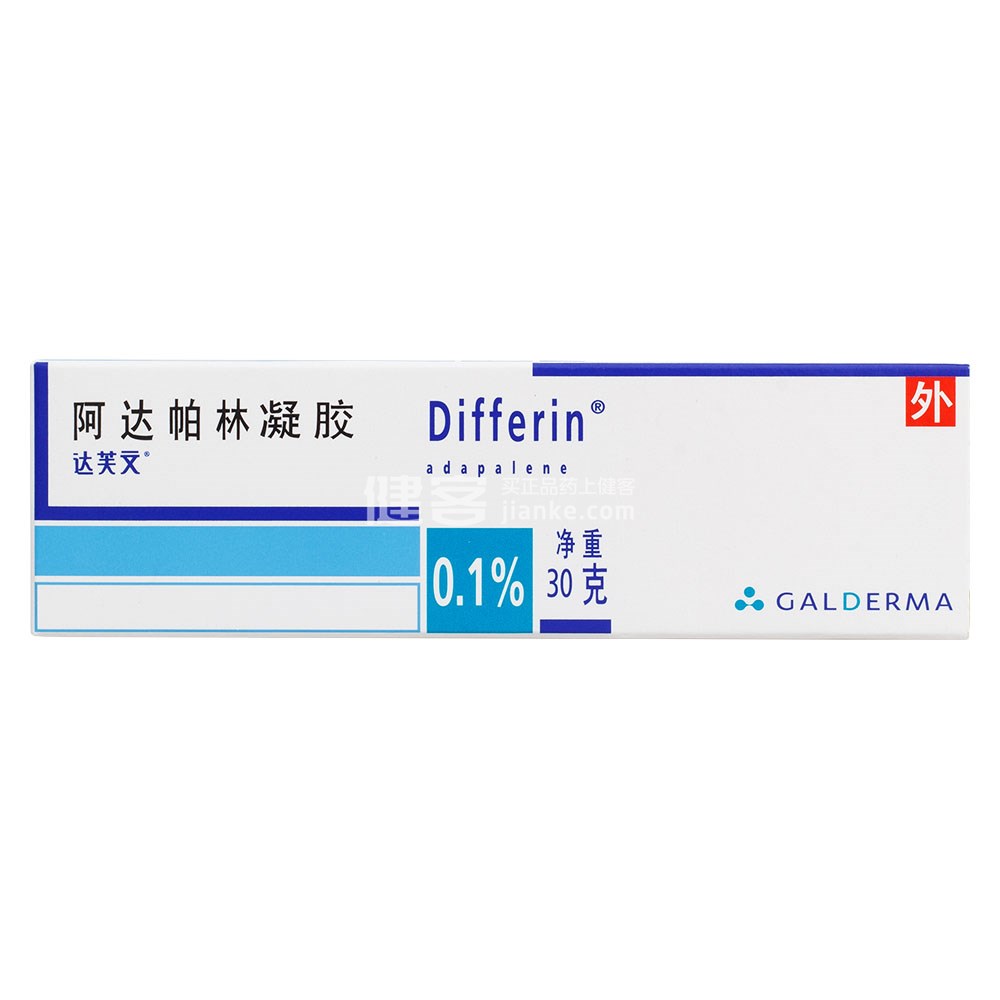 阿达帕林凝胶
达芙文®
Differin®
adapalene
外
健客
买正品药上健客
jianke.com
0.1%
净重
30克
GALDERMA